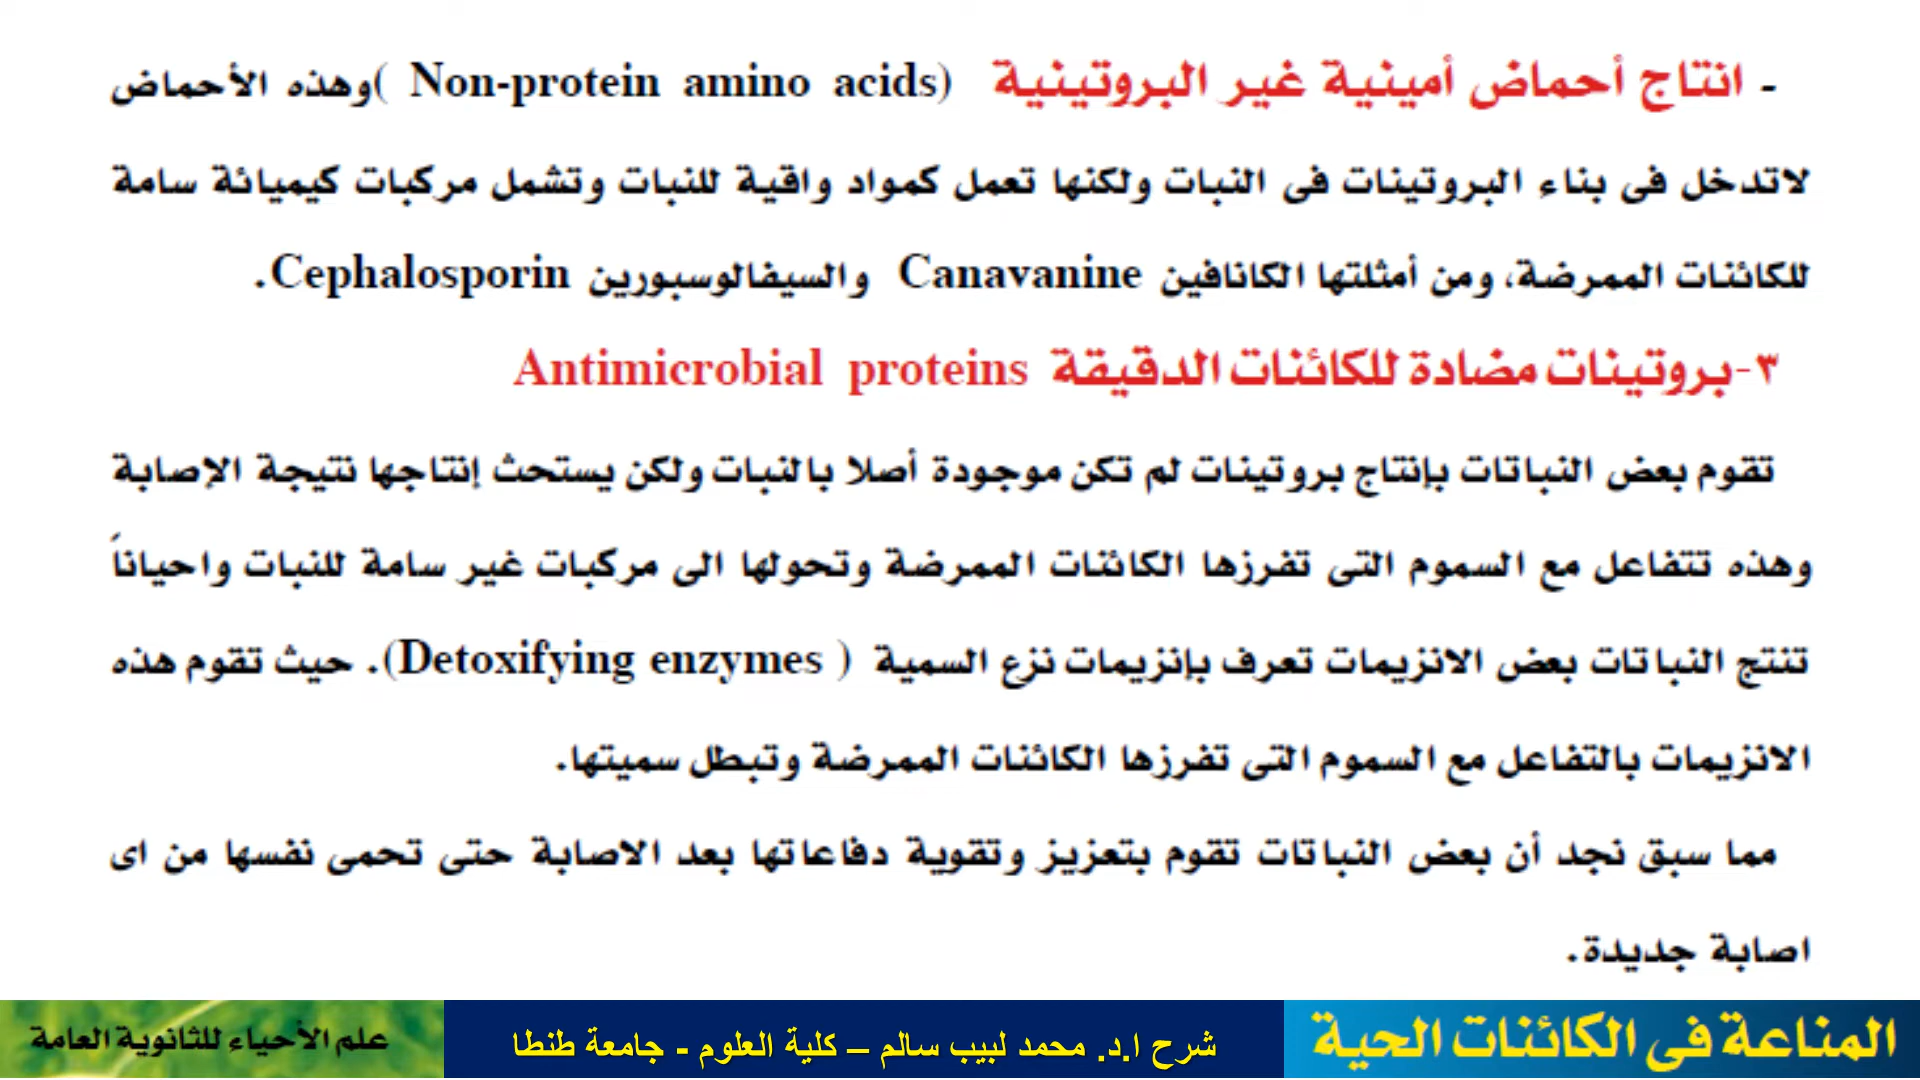 - انتاج أحماض أمينية غير البروتينية (Non-protein amino acids )وهذه الأحماض
لاتدخل فى بناء البروتينات فى النبات ولكنها تعمل كمواد واقية للنبات وتشمل مركبات كيميائة سامة
للكائنات الممرضة، ومن أمثلتها الكانافين Canavanine والسيفالوسبورين Cephalosporin.
٣-بروتينات مضادة للكائنات الدقيقة Antimicrobial proteins
تقوم بعض النباتات بإنتاج بروتينات لم تكن موجودة أصلا بالنبات ولكن يستحث إنتاجها نتيجة الإصابة
وهذه تتفاعل مع السموم التى تفرزها الكائنات الممرضة وتحولها الى مركبات غير سامة للنبات واحياناً
تنتج النباتات بعض الانزيمات تعرف بإنزيمات نزع السمية ( Detoxifying enzymes). حيث تقوم هذه
الانزيمات بالتفاعل مع السموم التى تفرزها الكائنات الممرضة وتبطل سميتها.
مما سبق نجد أن بعض النباتات تقوم بتعزيز وتقوية دفاعاتها بعد الاصابة حتى تحمى نفسها من اى
اصابة جديدة.
المناعة فى الكائنات الحية
شرح ا.د. محمد لبيب سالم – كلية العلوم - جامعة طنطا
علم الأحياء للثانوية العامة